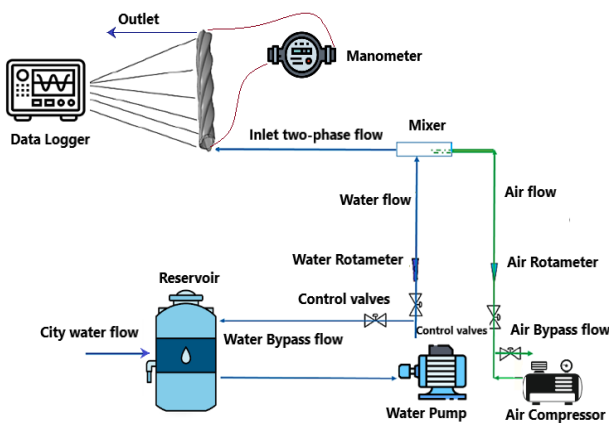 Outlet
Manometer
Data Logger
Inlet two-phase flow
Mixer
Water flow
Air flow
Water Rotameter
Air Rotameter
Reservoir
Control valves
City water flow
Water Bypass flow
Control valves
Air Bypass flow
Water Pump
Air Compressor